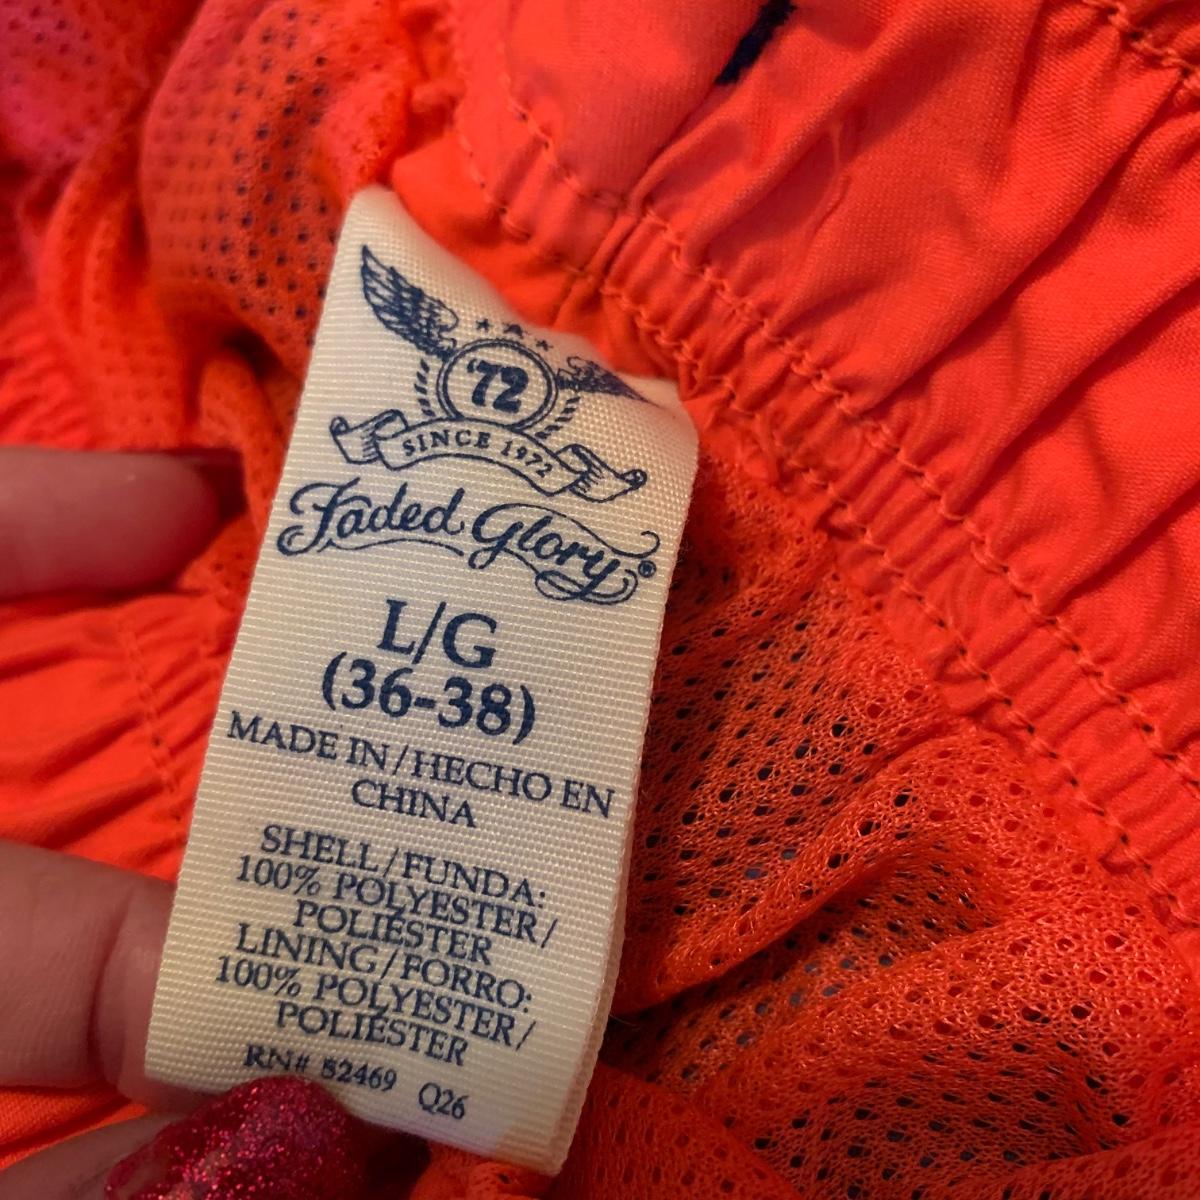 '72
SINCE 1972
Faded Glory®
L/G
(36-38)
MADE IN/HECHO EN
CHINA
SHELL/FUNDA:
100% POLYESTER/
POLIÉSTER
LINING/FORRO:
100% POLYESTER/
POLIÉSTER
RN# 52469 Q26